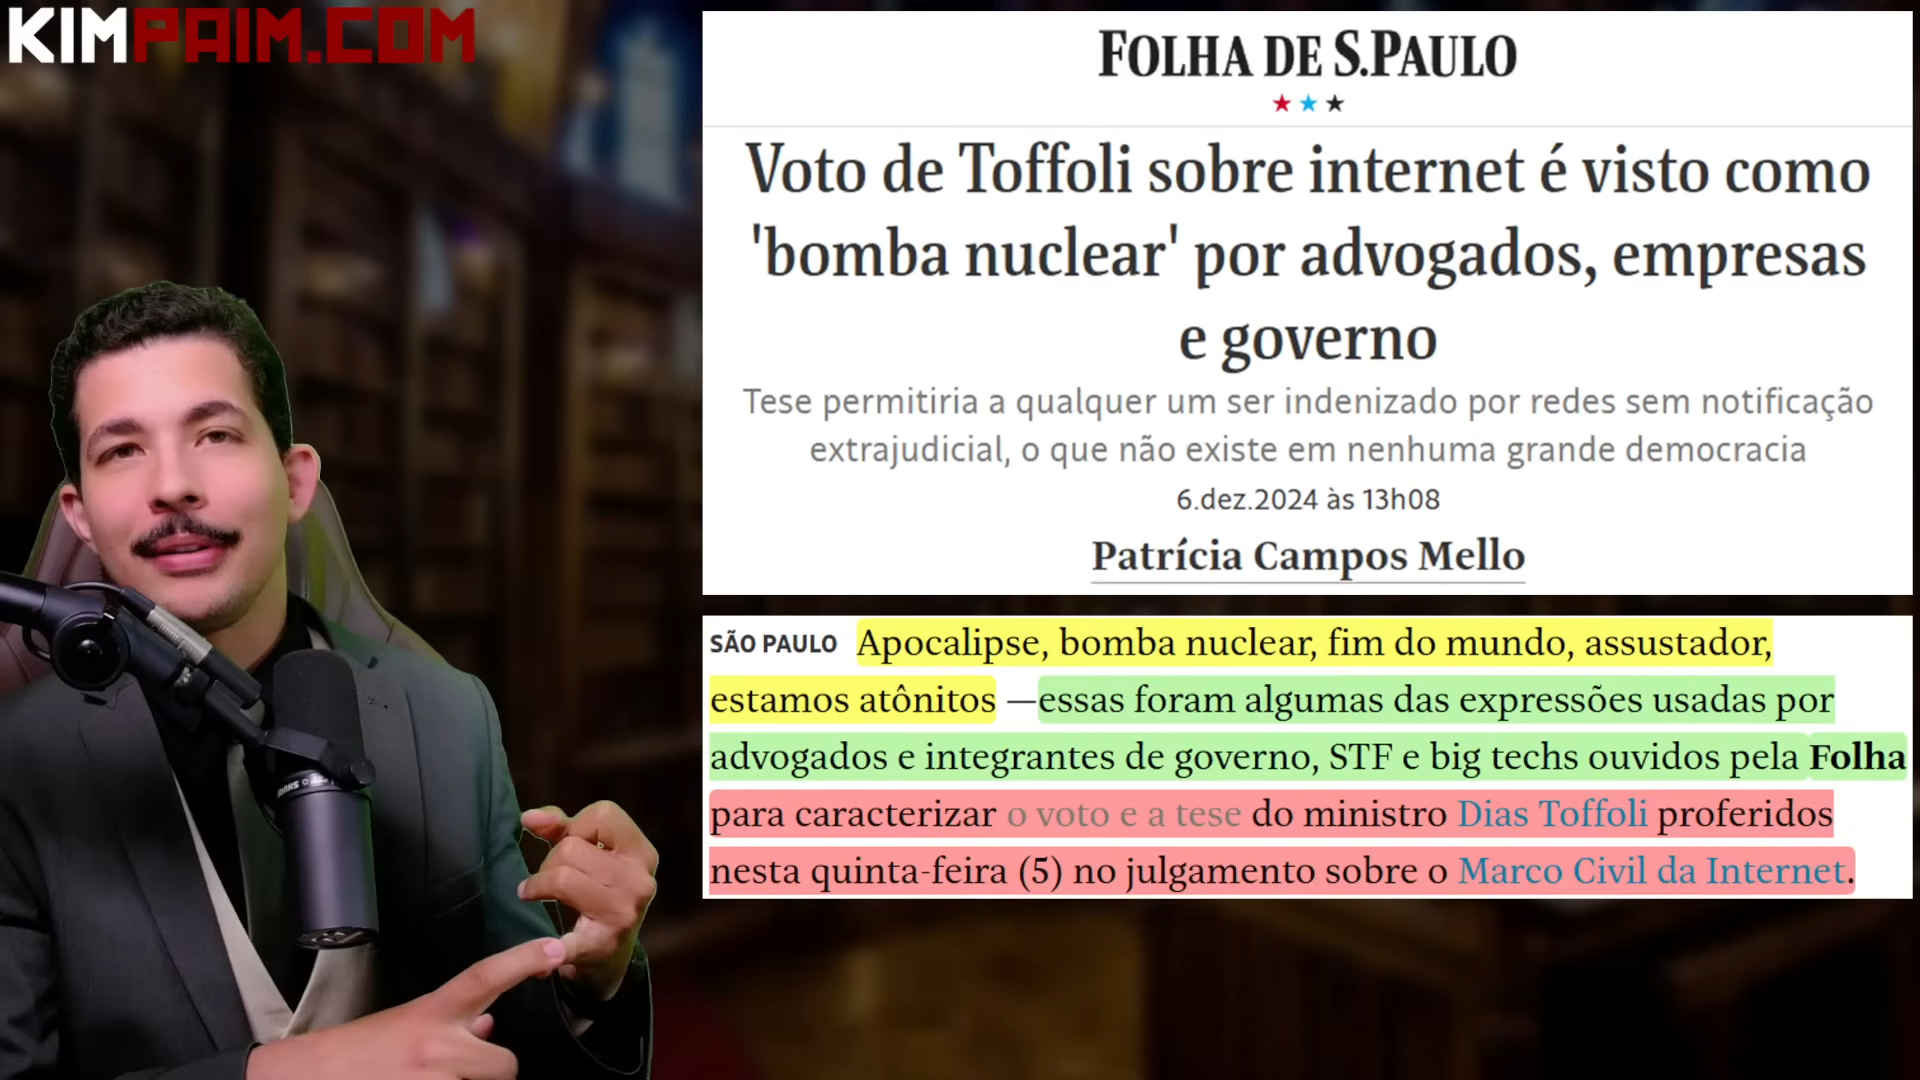 KIMPAIM.COM
FOLHA DE S.PAULO
Voto de Toffoli sobre internet é visto como
'bomba nuclear' por advogados, empresas
e governo
Tese permitiria a qualquer um ser indenizado por redes sem notificação
extrajudicial, o que não existe em nenhuma grande democracia
6.dez.2024 às 13h08
Patrícia Campos Mello
SÃO PAULO Apocalipse, bomba nuclear, fim do mundo, assustador,
estamos atônitos —essas foram algumas das expressões usadas por
advogados e integrantes de governo, STF e big techs ouvidos pela Folha
para caracterizar o voto e a tese do ministro Dias Toffoli proferidos
nesta quinta-feira (5) no julgamento sobre o Marco Civil da Internet.